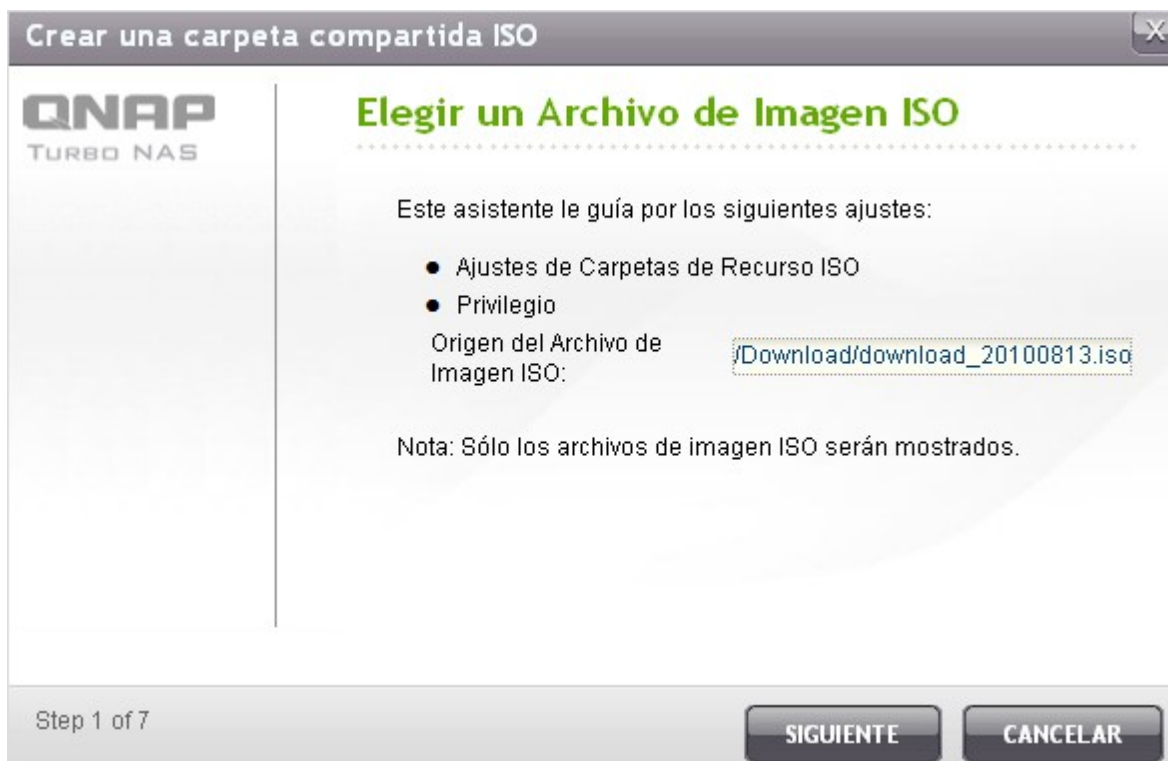 Crear una carpeta compartida ISO
QNAP
TURBO NAS
Elegir un Archivo de Imagen ISO
Este asistente le guía por los siguientes ajustes:
Ajustes de Carpetas de Recurso ISO
Privilegio
Origen del Archivo de
Imagen ISO:
/Download/download_20100813.iso
Nota: Sólo los archivos de imagen ISO serán mostrados.
Step 1 of 7
SIGUIENTE
CANCELAR